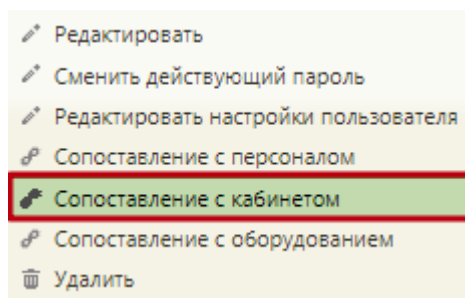 Редактировать
Сменить действующий пароль
Редактировать настройки пользователя
Сопоставление с персоналом
Сопоставление с кабинетом
Сопоставление с оборудованием
Удалить